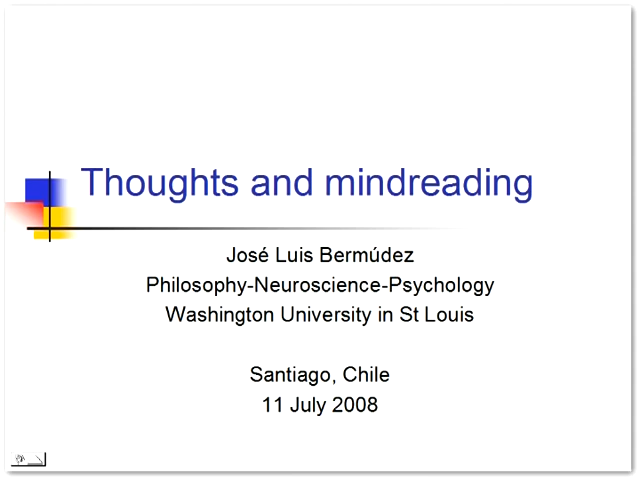 Thoughts and mindreading
José Luis Bermúdez
Philosophy-Neuroscience-Psychology
Washington University in St Louis
Santiago, Chile
11 July 2008